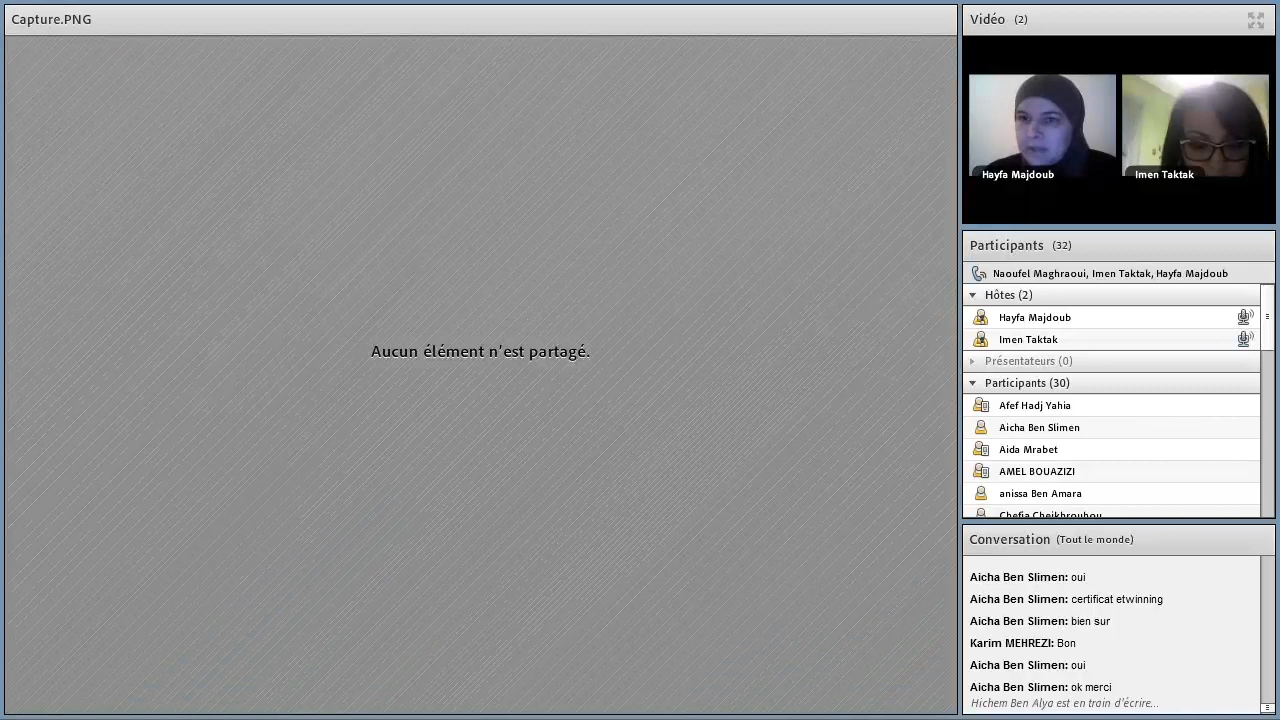 Capture.PNG
Aucun élément n'est partagé.
Vidéo (2)
Hayfa Majdoub
Imen Taktak
Participants (32)
Naoufel Maghraoui, Imen Taktak, Hayfa Majdoub
Hôtes (2)
Hayfa Majdoub
Imen Taktak
Présentateurs (0)
Participants (30)
Afef Hadj Yahia
Aicha Ben Slimen
Aida Mrabet
AMEL BOUAZIZI
anissa Ben Amara
Chefia Cheikhrouhou
Conversation (Tout le monde)
Aicha Ben Slimen: oui
Aicha Ben Slimen: certificat etwinning
Aicha Ben Slimen: bien sur
Karim MEHREZI: Bon
Aicha Ben Slimen: oui
Aicha Ben Slimen: ok merci
Hichem Ben Alya est en train d'écrire...